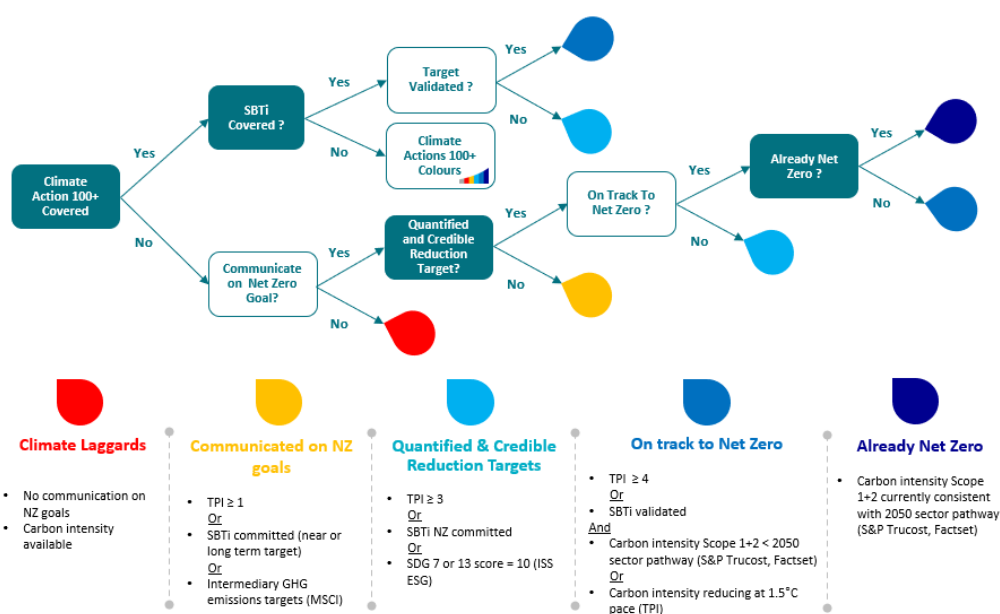 Yes
Target
Validated ?
No
SBTi
Covered ?
Yes
No
Climate
Actions 100+
Colours
Yes
No
Climate
Action 100+
Covered
Communicate
on Net Zero
Goal?
Yes
No
Quantified
and Credible
Reduction
Target?
Yes
No
On Track To
Net Zero ?
Yes
No
Already Net
Zero ?
Yes
No
Climate Laggards
• No communication on
NZ goals
• Carbon intensity
available
Communicated on NZ
goals
• TPI ≥ 1
Or
• SBTi committed (near or
long term target)
Or
• Intermediary GHG
emissions targets (MSCI)
Quantified & Credible
Reduction Targets
• TPI ≥ 3
Or
• SBTi NZ committed
Or
• SDG 7 or 13 score = 10 (ISS
ESG)
On track to Net Zero
• TPI ≥ 4
Or
• SBTi validated
And
• Carbon intensity Scope 1+2 < 2050
sector pathway (S&P Trucost, Factset)
Or
• Carbon intensity reducing at 1.5°C
pace (TPI)
Already Net Zero
• Carbon intensity Scope
1+2 currently consistent
with 2050 sector pathway
(S&P Trucost, Factset)